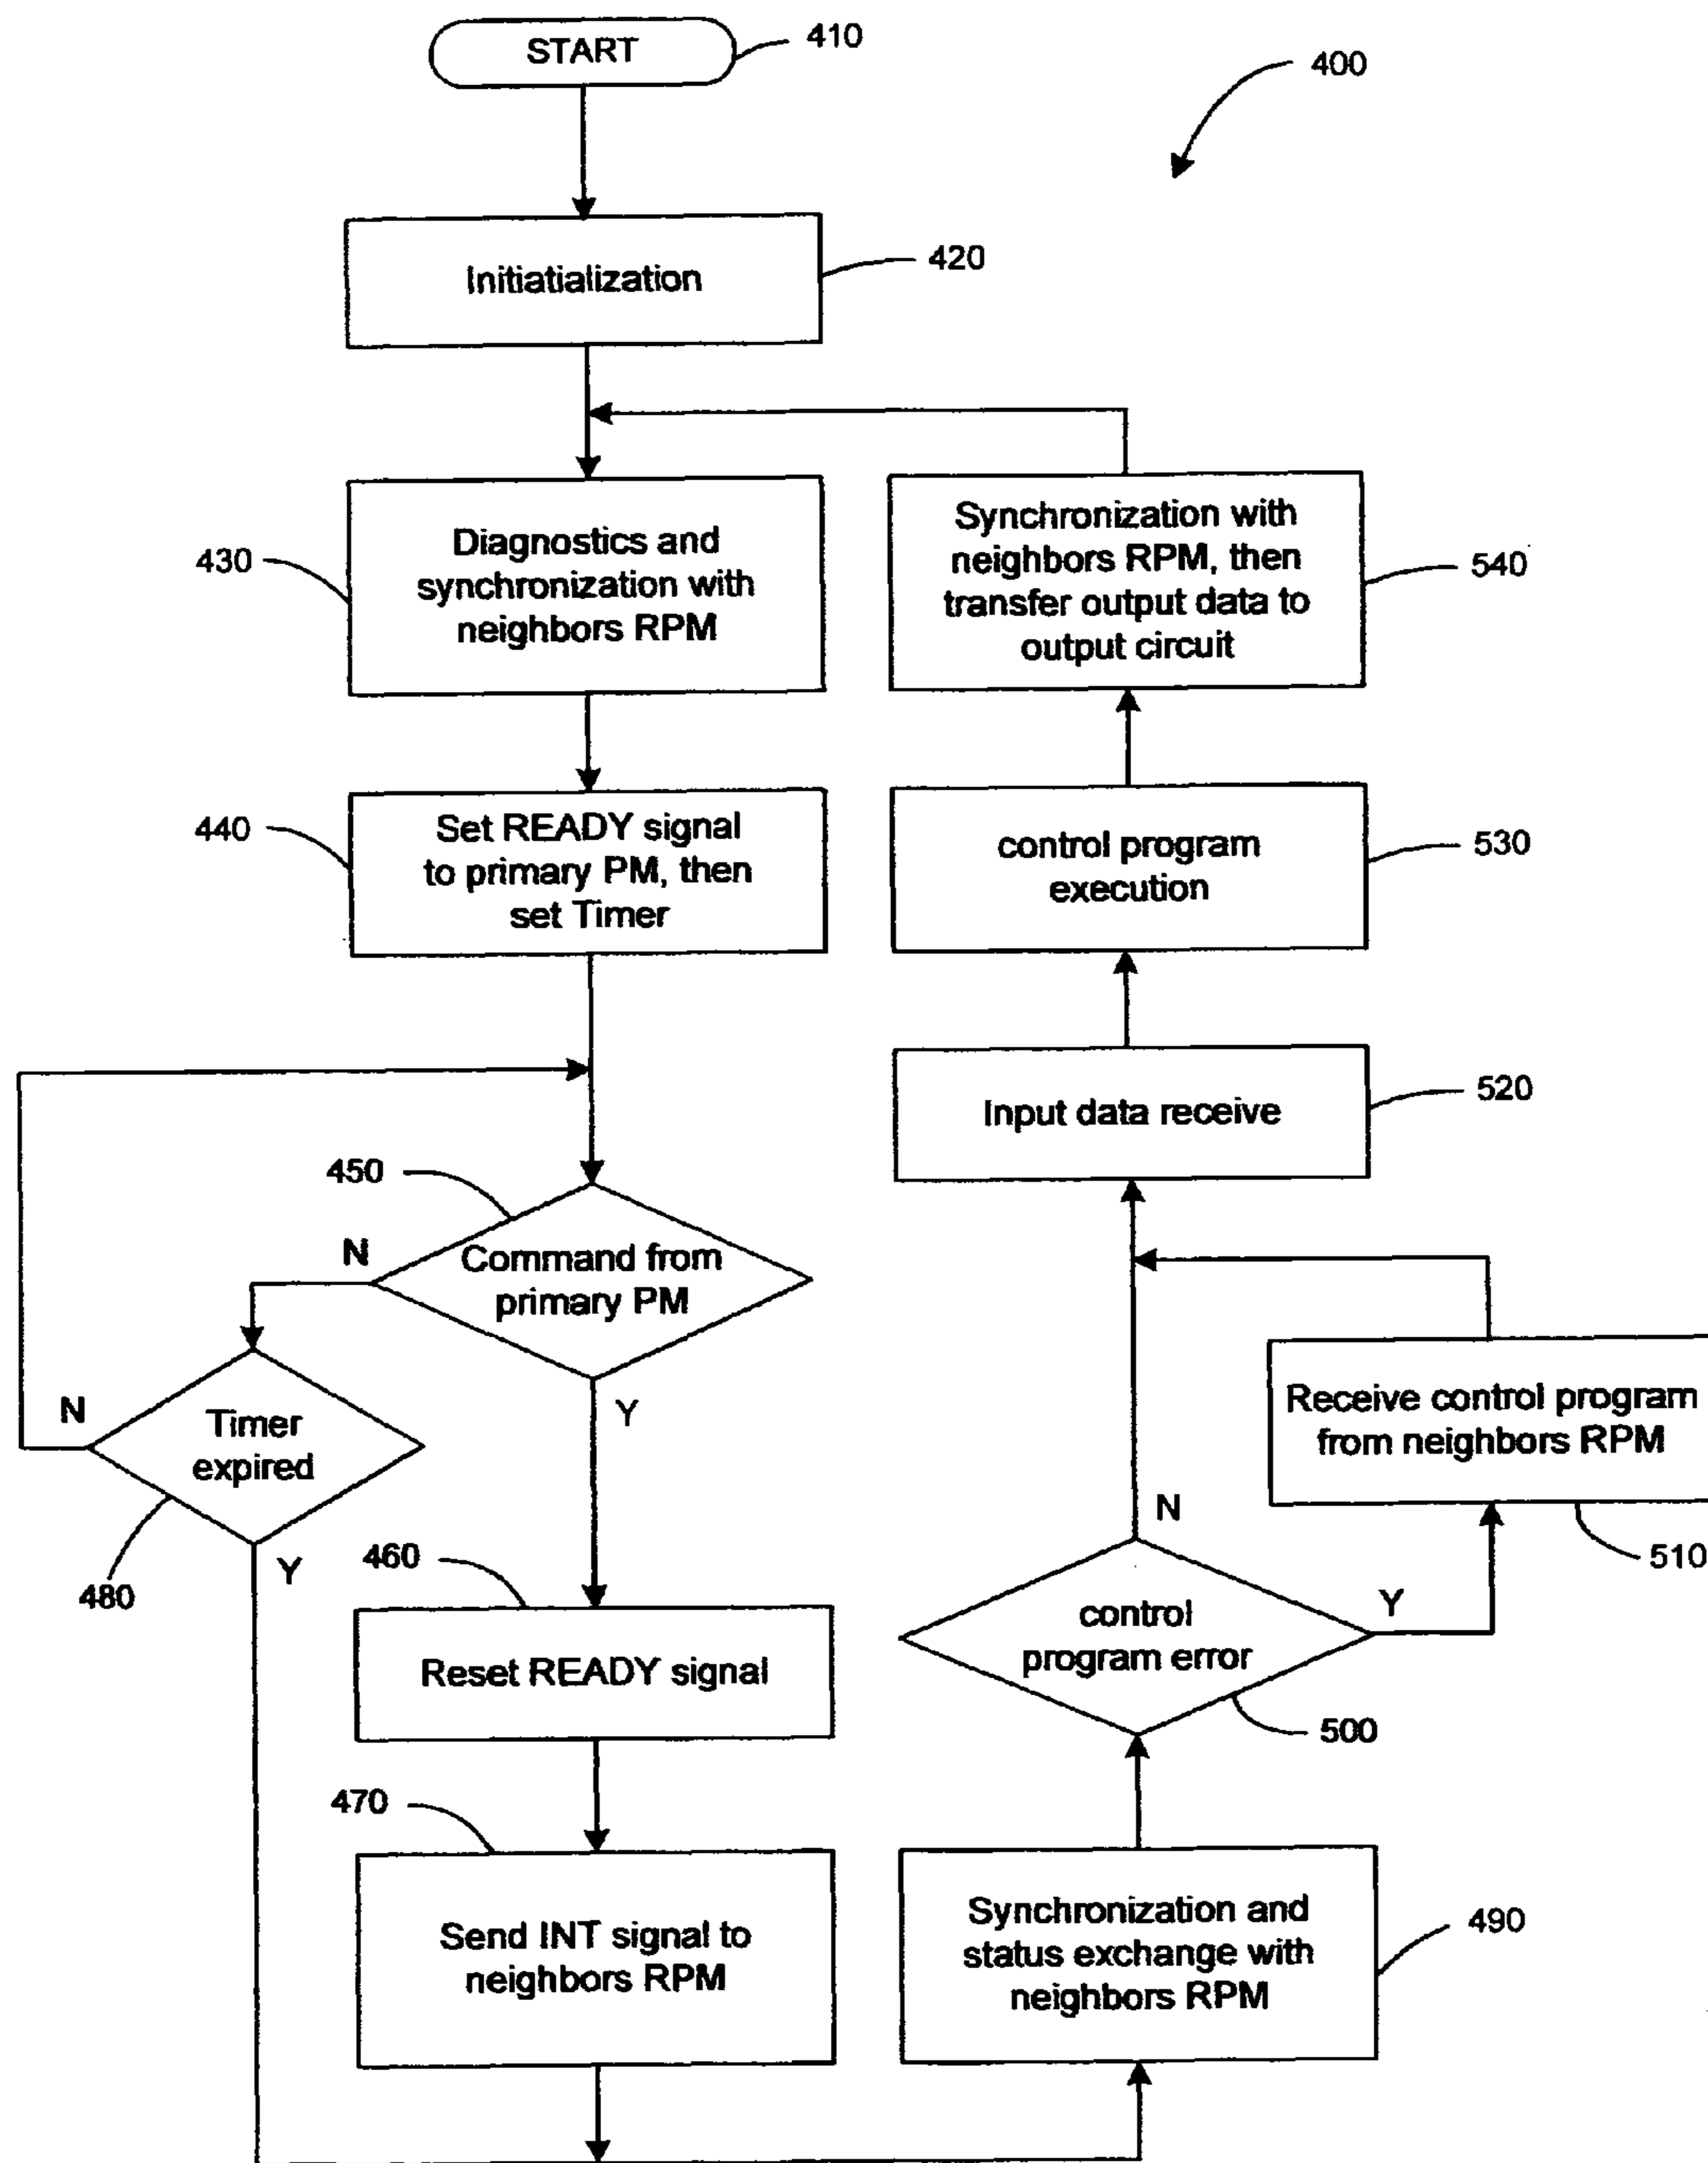 START
410
400
Initiatialization
420
Diagnostics and
synchronization with
neighbors RPM
430
Synchronization with
neighbors RPM, then
transfer output data to
output circuit
540
Set READY signal
to primary PM, then
set Timer
440
control program
execution
530
Input data receive
520
450
N
Command from
primary PM
Y
N
Timer
expired
Y
480
Receive control program
from neighbors RPM
510
N
control
program error
Y
500
460
Reset READY signal
470
Send INT signal to
neighbors RPM
Synchronization and
status exchange with
neighbors RPM
490